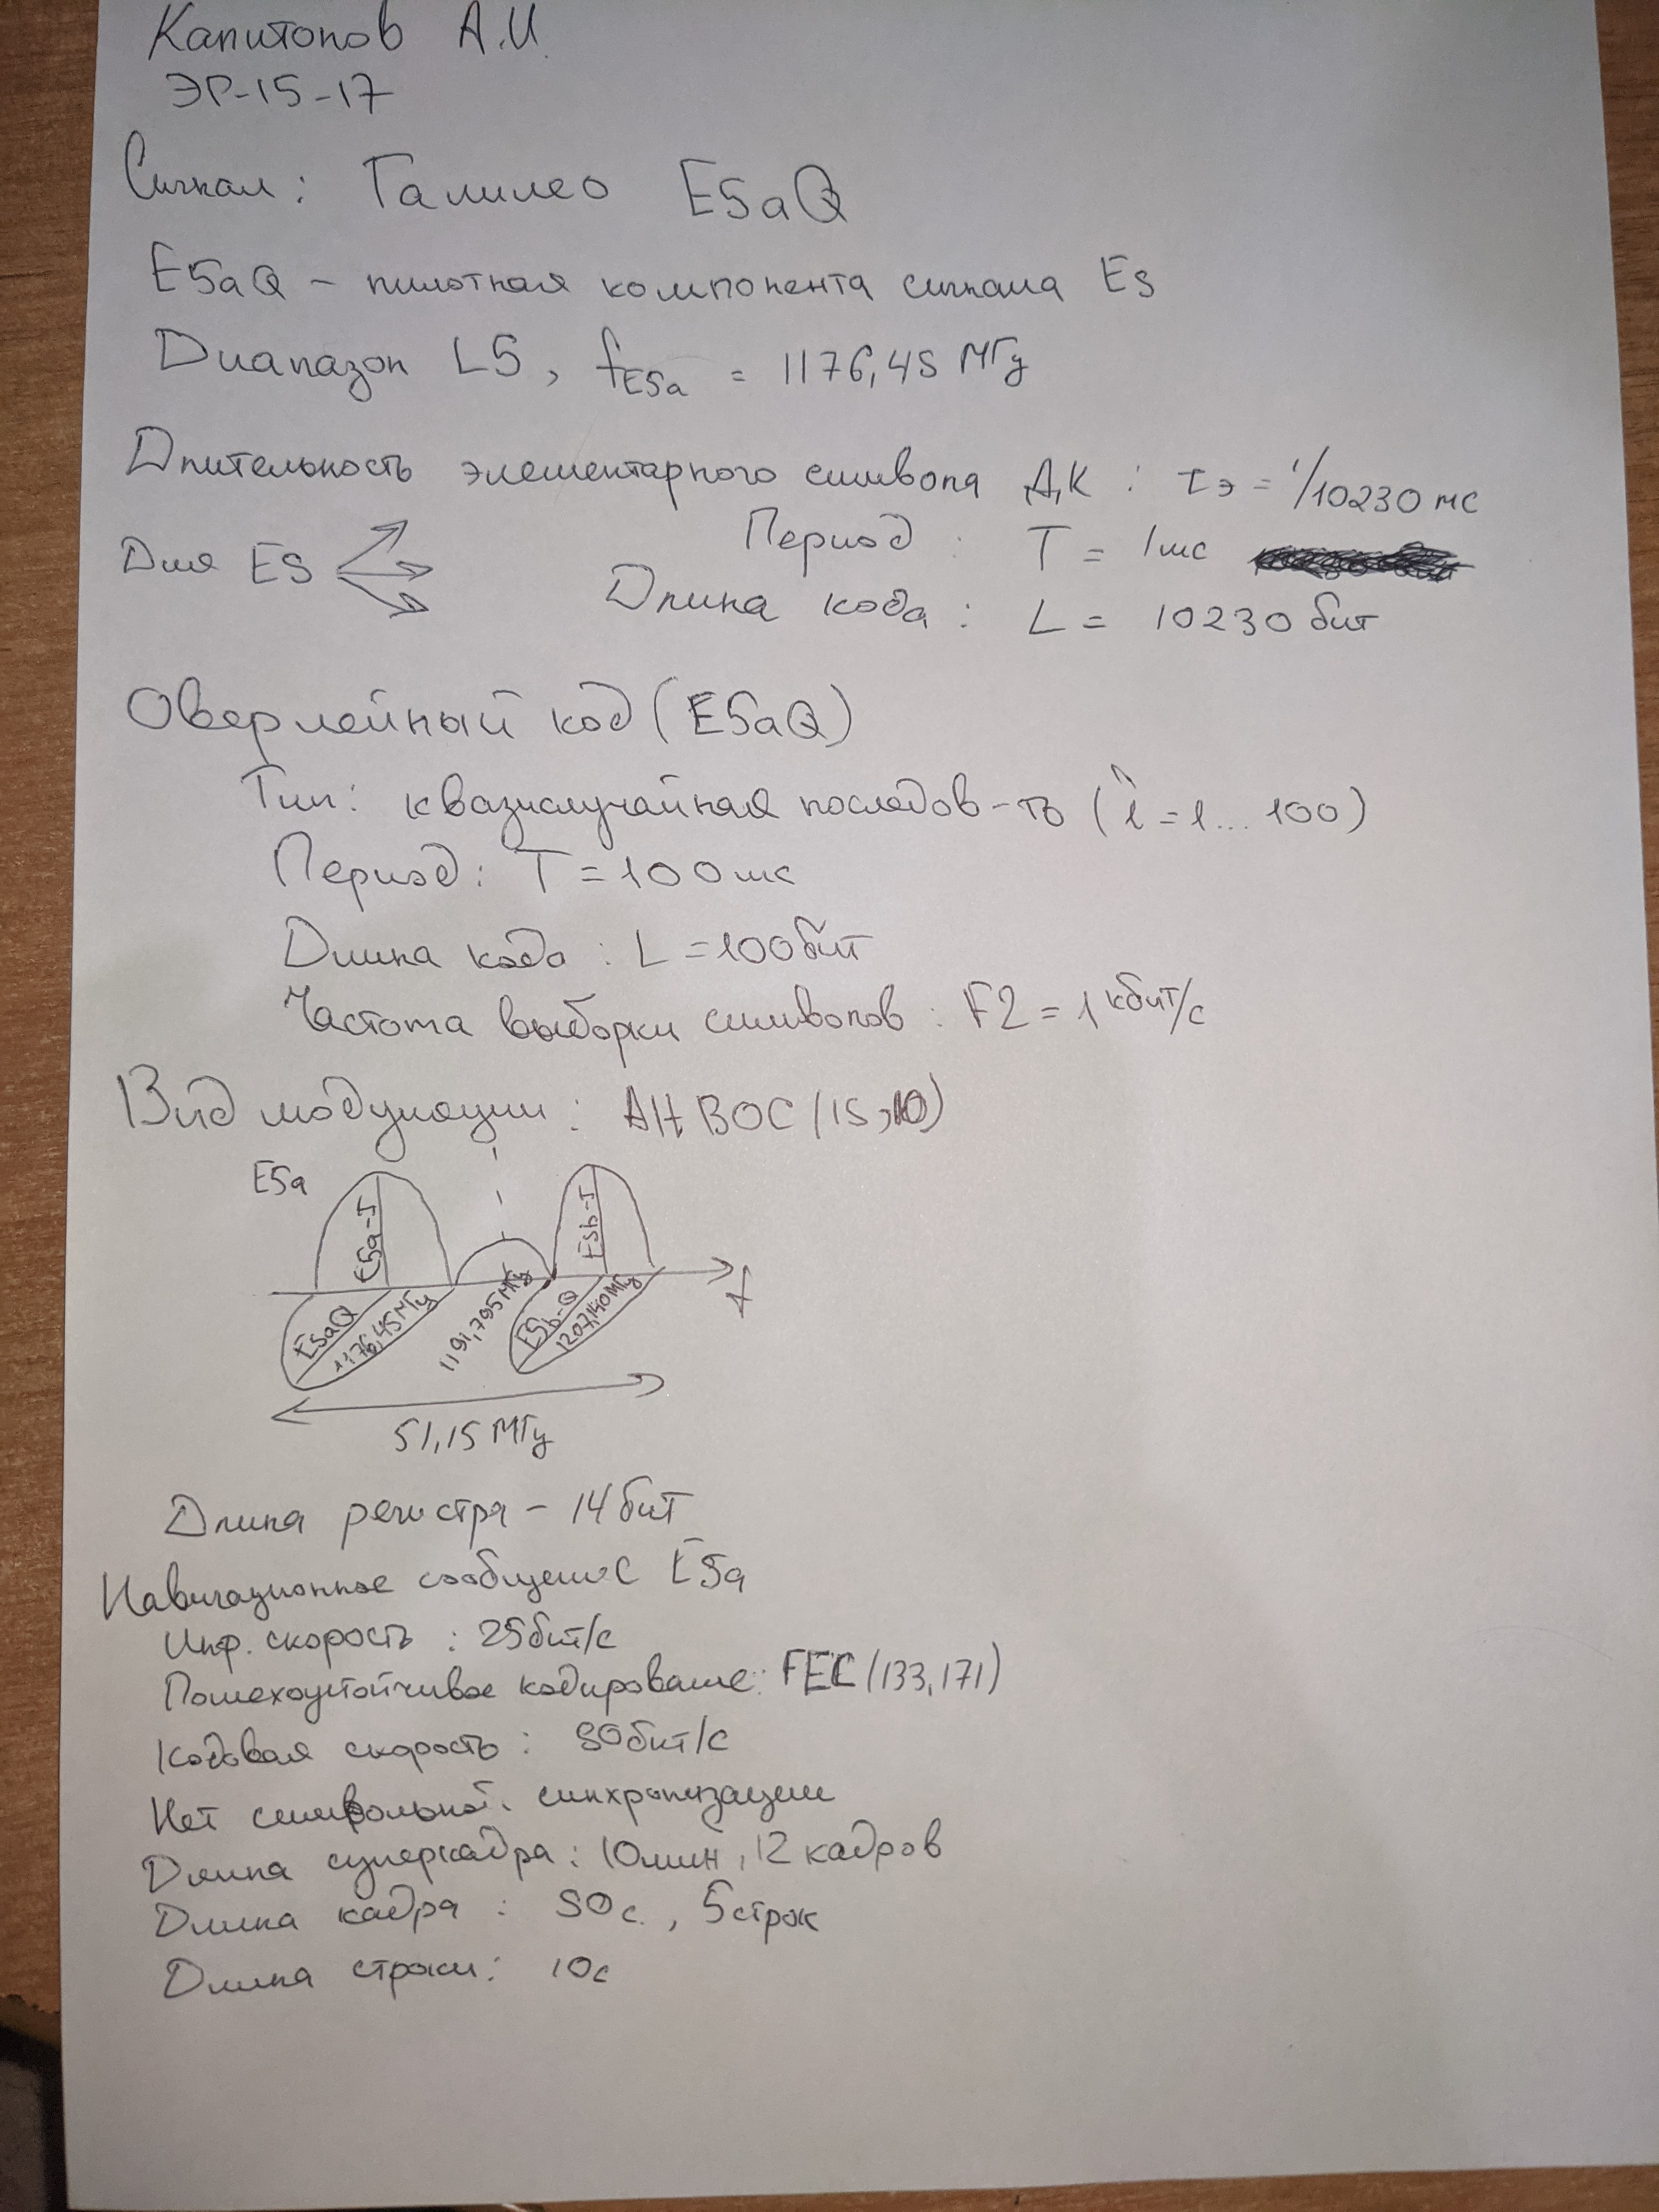 Капитонов А.И.
ЭР-15-17
Сигнал: Галилео E5aQ
E5aQ – пилотная компонента сигнала E5
Диапазон L5, fE5a = 1176,45 МГц
Длительность элементарного символа ДК: τэ = 1/10230 мс
Для E5 Период: T = 1мс
Длина кода: L = 10230 бит
Оверлейный код (E5aQ)
Тип: квазислучайная последов-ть (i=1...100)
Период: T = 100мс
Длина кода: L = 100бит
Частота выборки символов: F2 = 1 кбит/с
Вид модуляции: AltBOC(15,10)
E5a
E5a-I
E5b-I
E5aQ
1176,45МГц
1191,795МГц
E5b-Q
1207,140МГц
f
51,15 МГц
Длина регистра – 14 бит
Навигационное сообщение E5a
Инф. скорость: 25бит/с
Помехоустойчивое кодирование: FEC(133,171)
Кодовая скорость: 50бит/с
Нет символьной синхронизации
Длина суперкадра: 10мин, 12 кадров
Длина кадра: 50с., 5строк
Длина строки: 10с